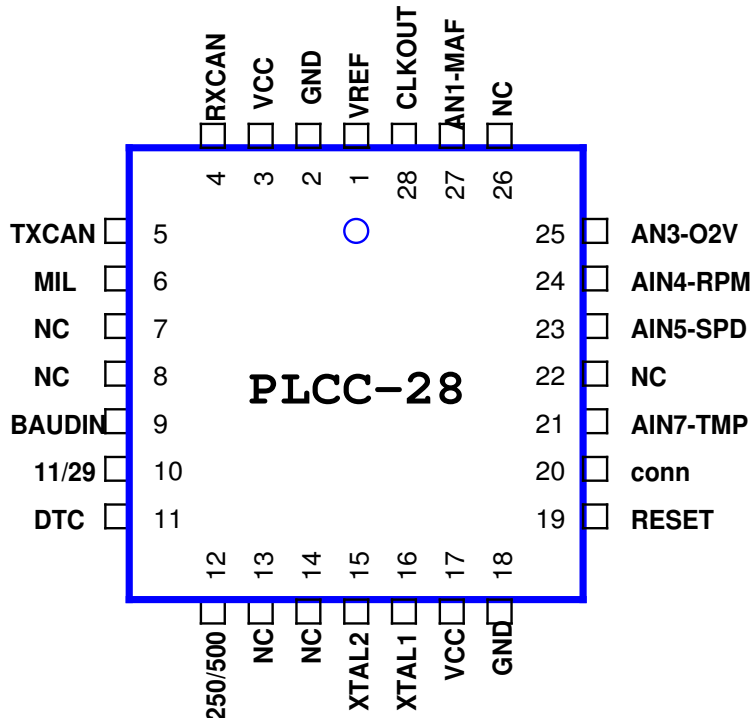 RXCAN
VCC
GND
VREF
CLKOUT
AN1-MAF
NC
4
3
2
1
28
27
26
TXCAN 5
MIL 6
NC 7
NC 8
BAUDIN 9
11/29 10
DTC 11
25 AN3-O2V
24 AIN4-RPM
23 AIN5-SPD
22 NC
21 AIN7-TMP
20 conn
19 RESET
PLCC-28
12
13
14
15
16
17
18
250/500
NC
NC
XTAL2
XTAL1
VCC
GND